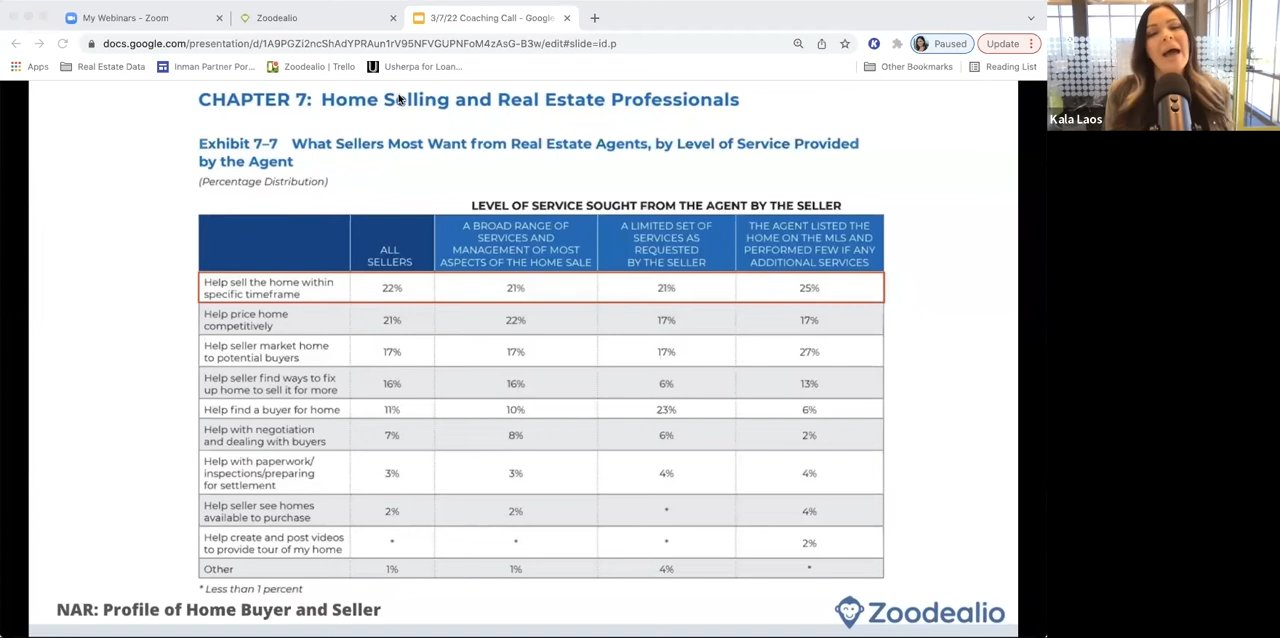 My Webinars - Zoom
Zoodealio
3/7/22 Coaching Call - Google
docs.google.com/presentation/d/1A9PGZi2ncShAdYPRAun1rV95NFVGUPNFoM4zAsG-B3w/edit#slide=id.p
Paused
Update
Apps
Real Estate Data
Inman Partner Por...
Zoodealio | Trello
Usherpa for Loan...
Other Bookmarks
Reading List
Kala Laos
CHAPTER 7: Home Selling and Real Estate Professionals
Exhibit 7–7 What Sellers Most Want from Real Estate Agents, by Level of Service Provided
by the Agent
(Percentage Distribution)
LEVEL OF SERVICE SOUGHT FROM THE AGENT BY THE SELLER
ALL
SELLERS
A BROAD RANGE OF
SERVICES AND
MANAGEMENT OF MOST
ASPECTS OF THE HOME SALE
A LIMITED SET OF
SERVICES AS
REQUESTED
BY THE SELLER
THE AGENT LISTED THE
HOME ON THE MLS AND
PERFORMED FEW IF ANY
ADDITIONAL SERVICES
Help sell the home within
specific timeframe
22% 21% 21% 25%
Help price home
competitively
21% 22% 17% 17%
Help seller market home
to potential buyers
17% 17% 17% 27%
Help seller find ways to fix
up home to sell it for more
16% 16% 6% 13%
Help find a buyer for home 11% 10% 23% 6%
Help with negotiation
and dealing with buyers
7% 8% 6% 2%
Help with paperwork/
inspections/preparing
for settlement
3% 3% 4% 4%
Help seller see homes
available to purchase
2% 2% * 4%
Help create and post videos
to provide tour of my home
* * * 2%
Other 1% 1% 4% *
* Less than 1 percent
NAR: Profile of Home Buyer and Seller
Zoodealio